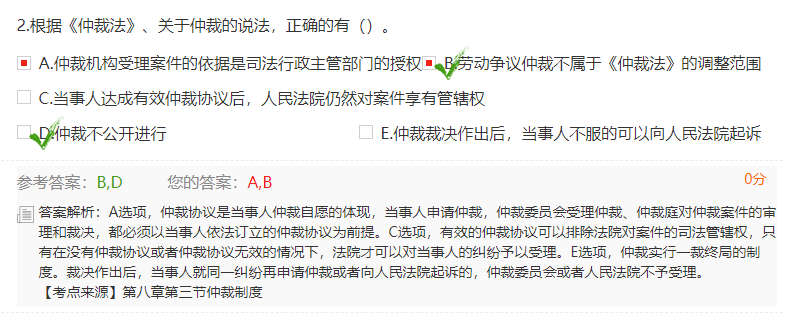 2.根据《仲裁法》、关于仲裁的说法，正确的有（）。
A.仲裁机构受理案件的依据是司法行政主管部门的授权 B.劳动争议仲裁不属于《仲裁法》的调整范围
C.当事人达成有效仲裁协议后，人民法院仍然对案件享有管辖权
D.仲裁不公开进行 E.仲裁裁决作出后，当事人不服的可以向人民法院起诉
参考答案：B,D 您的答案：A,B 0分
答案解析：A选项，仲裁协议是当事人仲裁自愿的体现，当事人申请仲裁，仲裁委员会受理仲裁、仲裁庭对仲裁案件的审
理和裁决，都必须以当事人依法订立的仲裁协议为前提。C选项，有效的仲裁协议可以排除法院对案件的司法管辖权，只
有在没有仲裁协议或者仲裁协议无效的情况下，法院才可以对当事人的纠纷予以受理。E选项，仲裁实行一裁终局的制
度。裁决作出后，当事人就同一纠纷再申请仲裁或者向人民法院起诉的，仲裁委员会或者人民法院不予受理。
【考点来源】第八章第三节仲裁制度